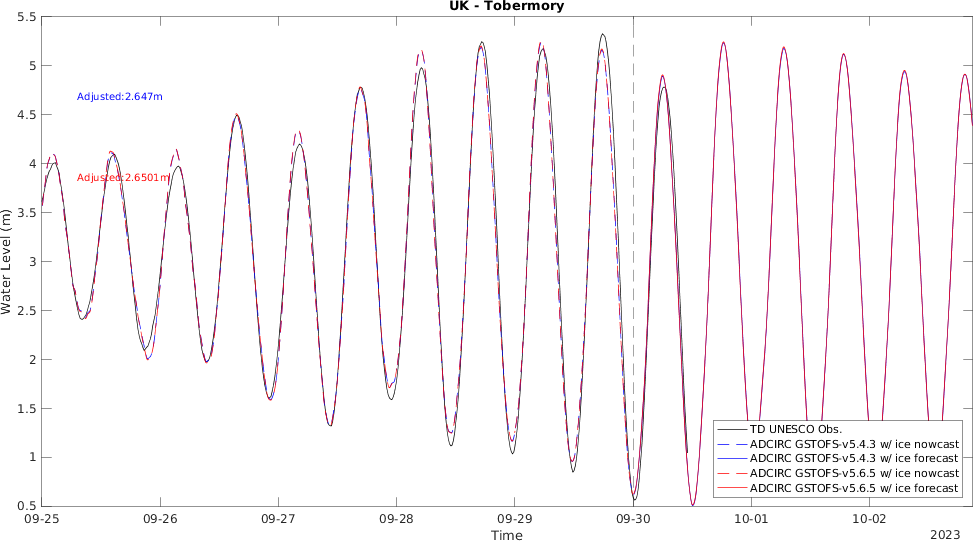 UK - Tobermory
5.5
5
4.5
4
3.5
3
2.5
2
1.5
1
0.5
Water Level (m)
Adjusted:2.647m
Adjusted:2.6501m
TD UNESCO Obs.
ADCIRC GSTOFS-v5.4.3 w/ ice nowcast
ADCIRC GSTOFS-v5.4.3 w/ ice forecast
ADCIRC GSTOFS-v5.6.5 w/ ice nowcast
ADCIRC GSTOFS-v5.6.5 w/ ice forecast
09-25 09-26 09-27 09-28 09-29 09-30 10-01 10-02
Time
2023